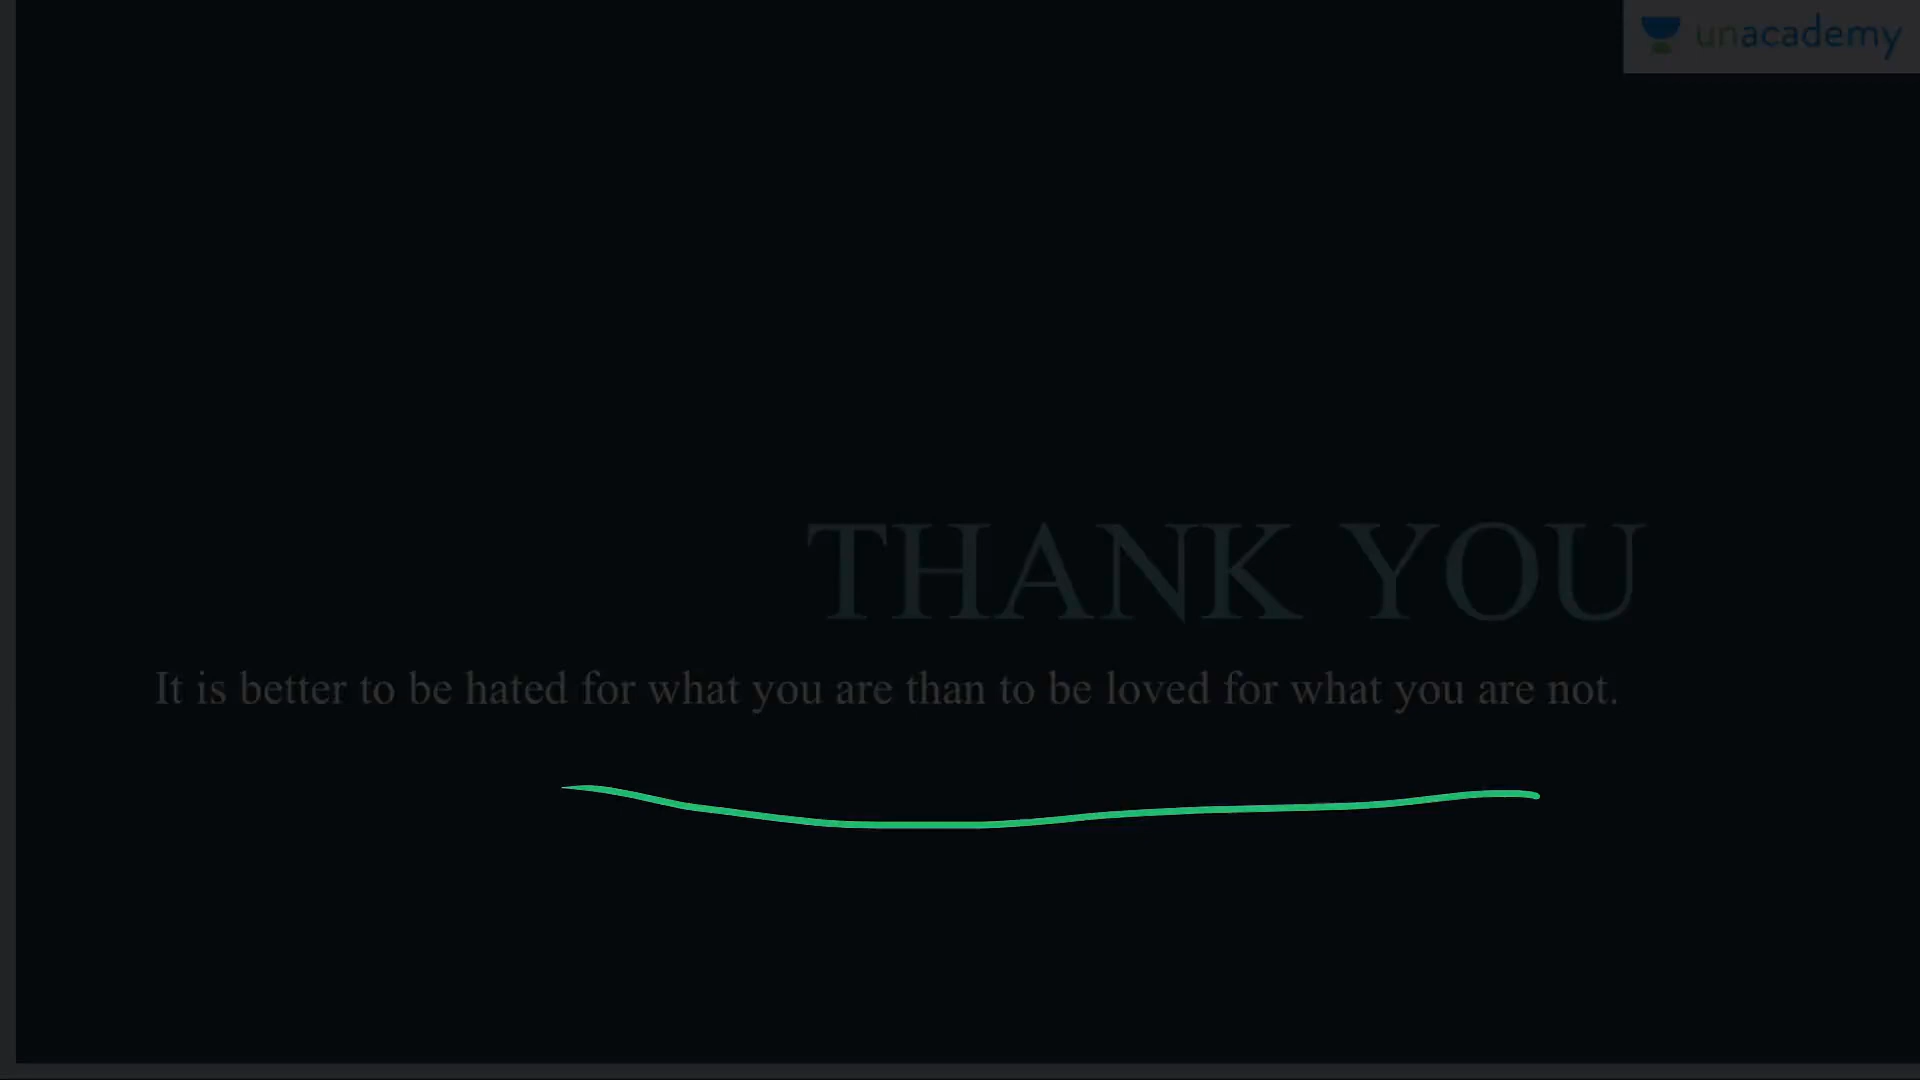 unacademy
THANK YOU
It is better to be hated for what you are than to be loved for what you are not.